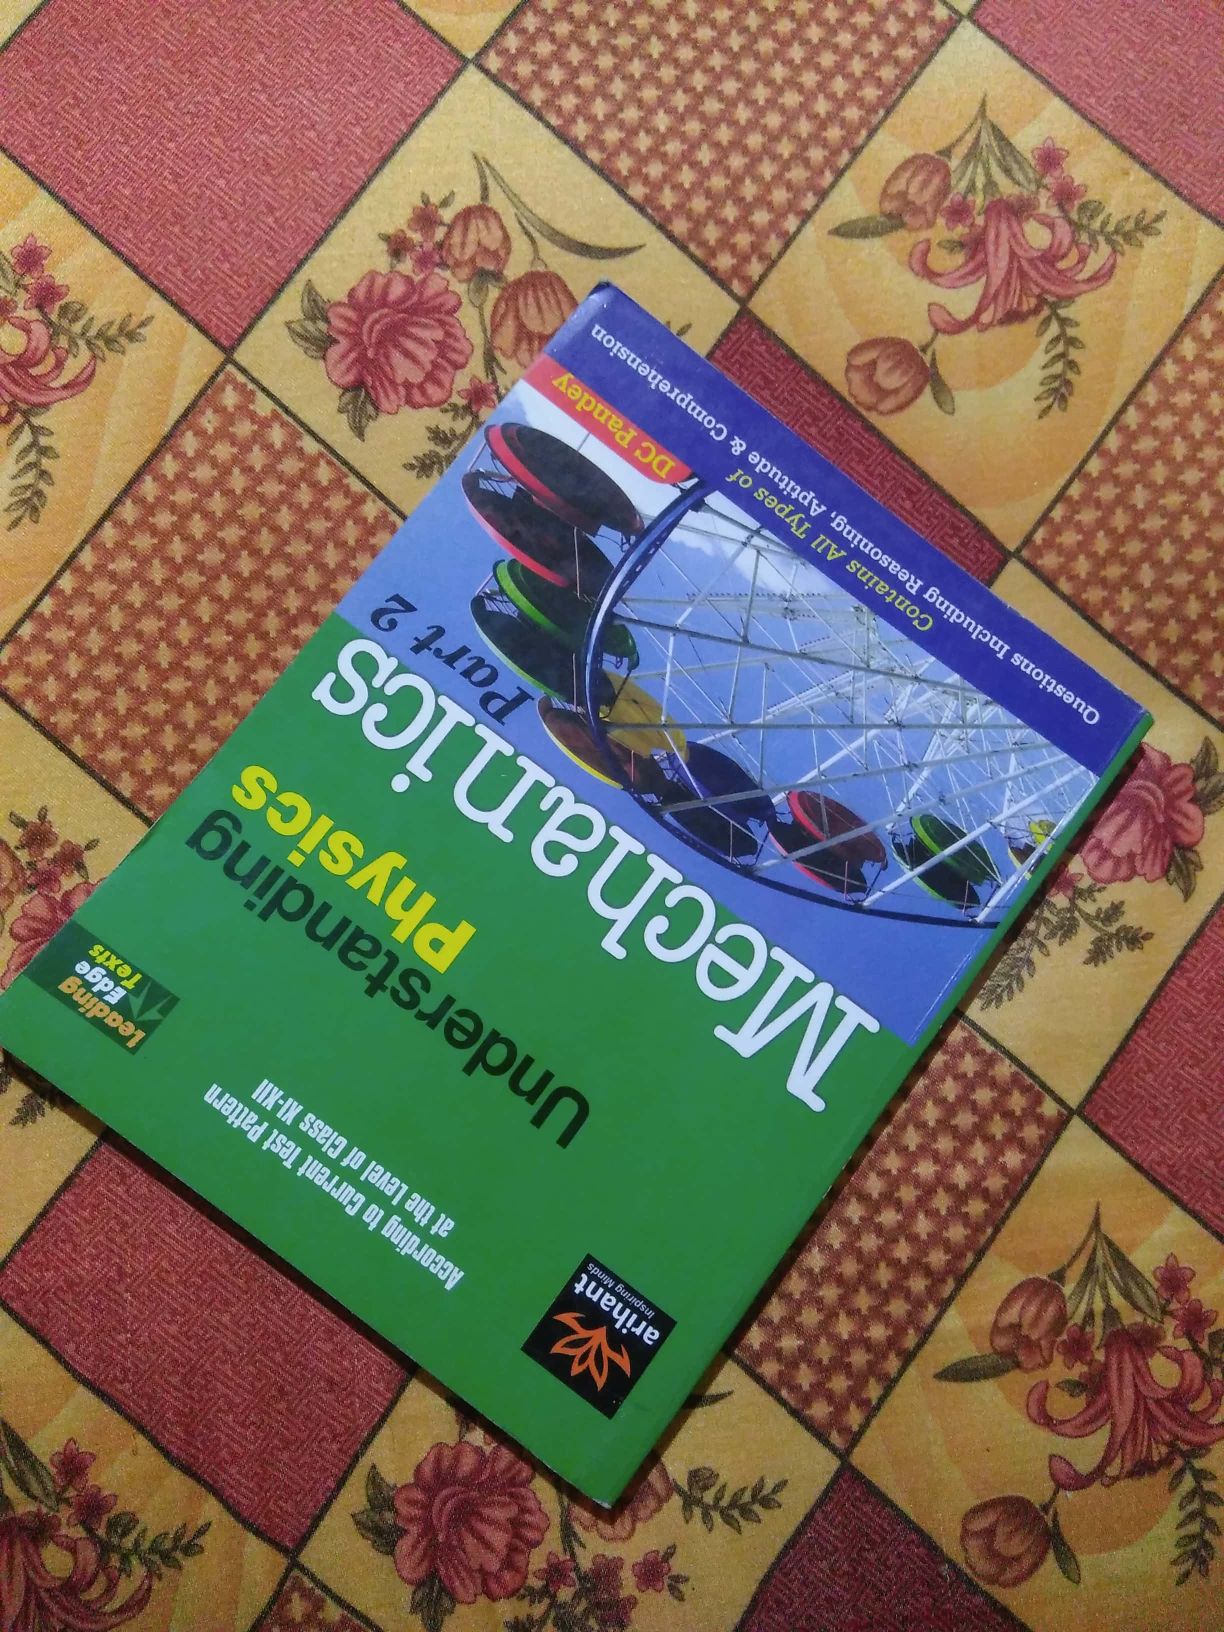 arihant
Inspiring Minds
According to Current Test Pattern
at the Level of Class XI-XII
Leading
Edge
Texts
Understanding
Physics
Mechanics
Part 2
DC Pandey
Contains All Types of
Questions Including Reasoning, Aptitude & Comprehension